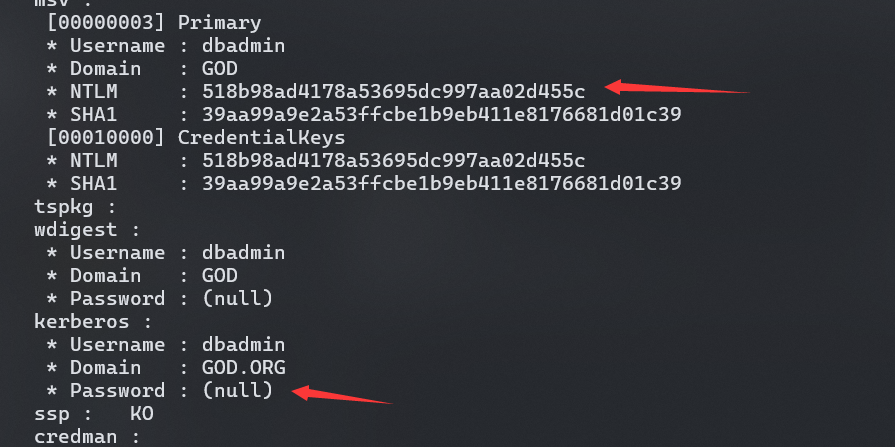 msv :
[00000003] Primary
* Username : dbadmin
* Domain : GOD
* NTLM : 518b98ad4178a53695dc997aa02d455c
* SHA1 : 39aa99a9e2a53ffcbe1b9eb411e8176681d01c39
[00010000] CredentialKeys
* NTLM : 518b98ad4178a53695dc997aa02d455c
* SHA1 : 39aa99a9e2a53ffcbe1b9eb411e8176681d01c39
tspkg :
wdigest :
* Username : dbadmin
* Domain : GOD
* Password : (null)
kerberos :
* Username : dbadmin
* Domain : GOD.ORG
* Password : (null)
ssp : KO
credman :